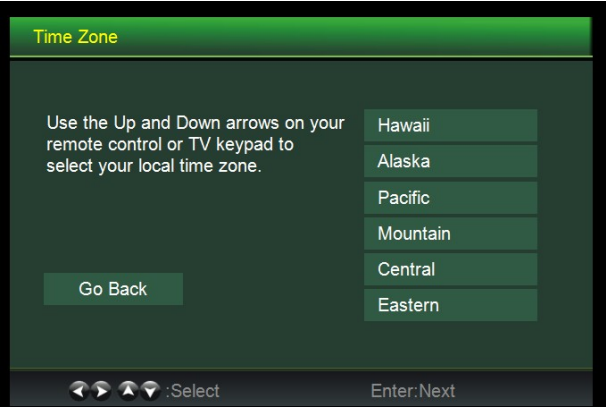 Time Zone
Use the Up and Down arrows on your
remote control or TV keypad to
select your local time zone.
Go Back
Hawaii
Alaska
Pacific
Mountain
Central
Eastern
:Select
Enter:Next